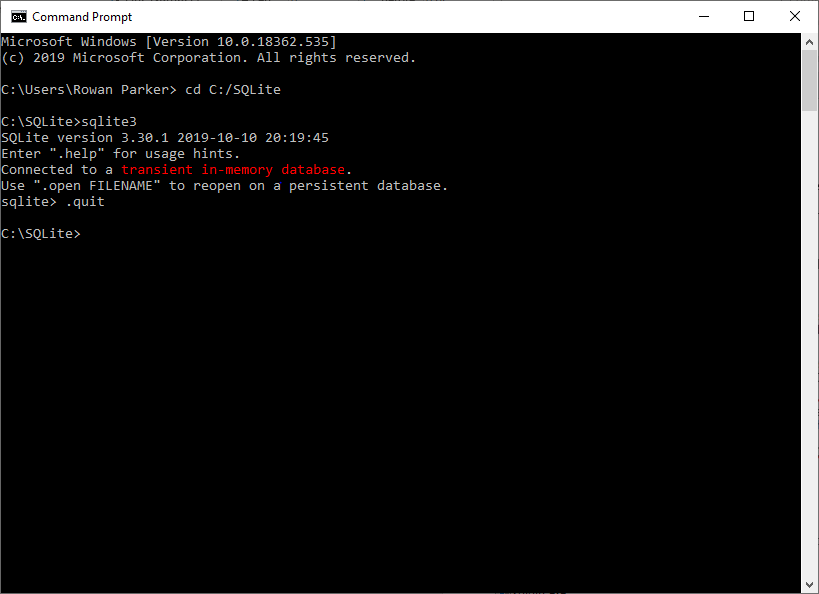 Command Prompt
Microsoft Windows [Version 10.0.18362.535]
(c) 2019 Microsoft Corporation. All rights reserved.
C:\Users\Rowan Parker> cd C:/SQLite
C:\SQLite>sqlite3
SQLite version 3.30.1 2019-10-10 20:19:45
Enter ".help" for usage hints.
Connected to a transient in-memory database.
Use ".open FILENAME" to reopen on a persistent database.
sqlite> .quit
C:\SQLite>